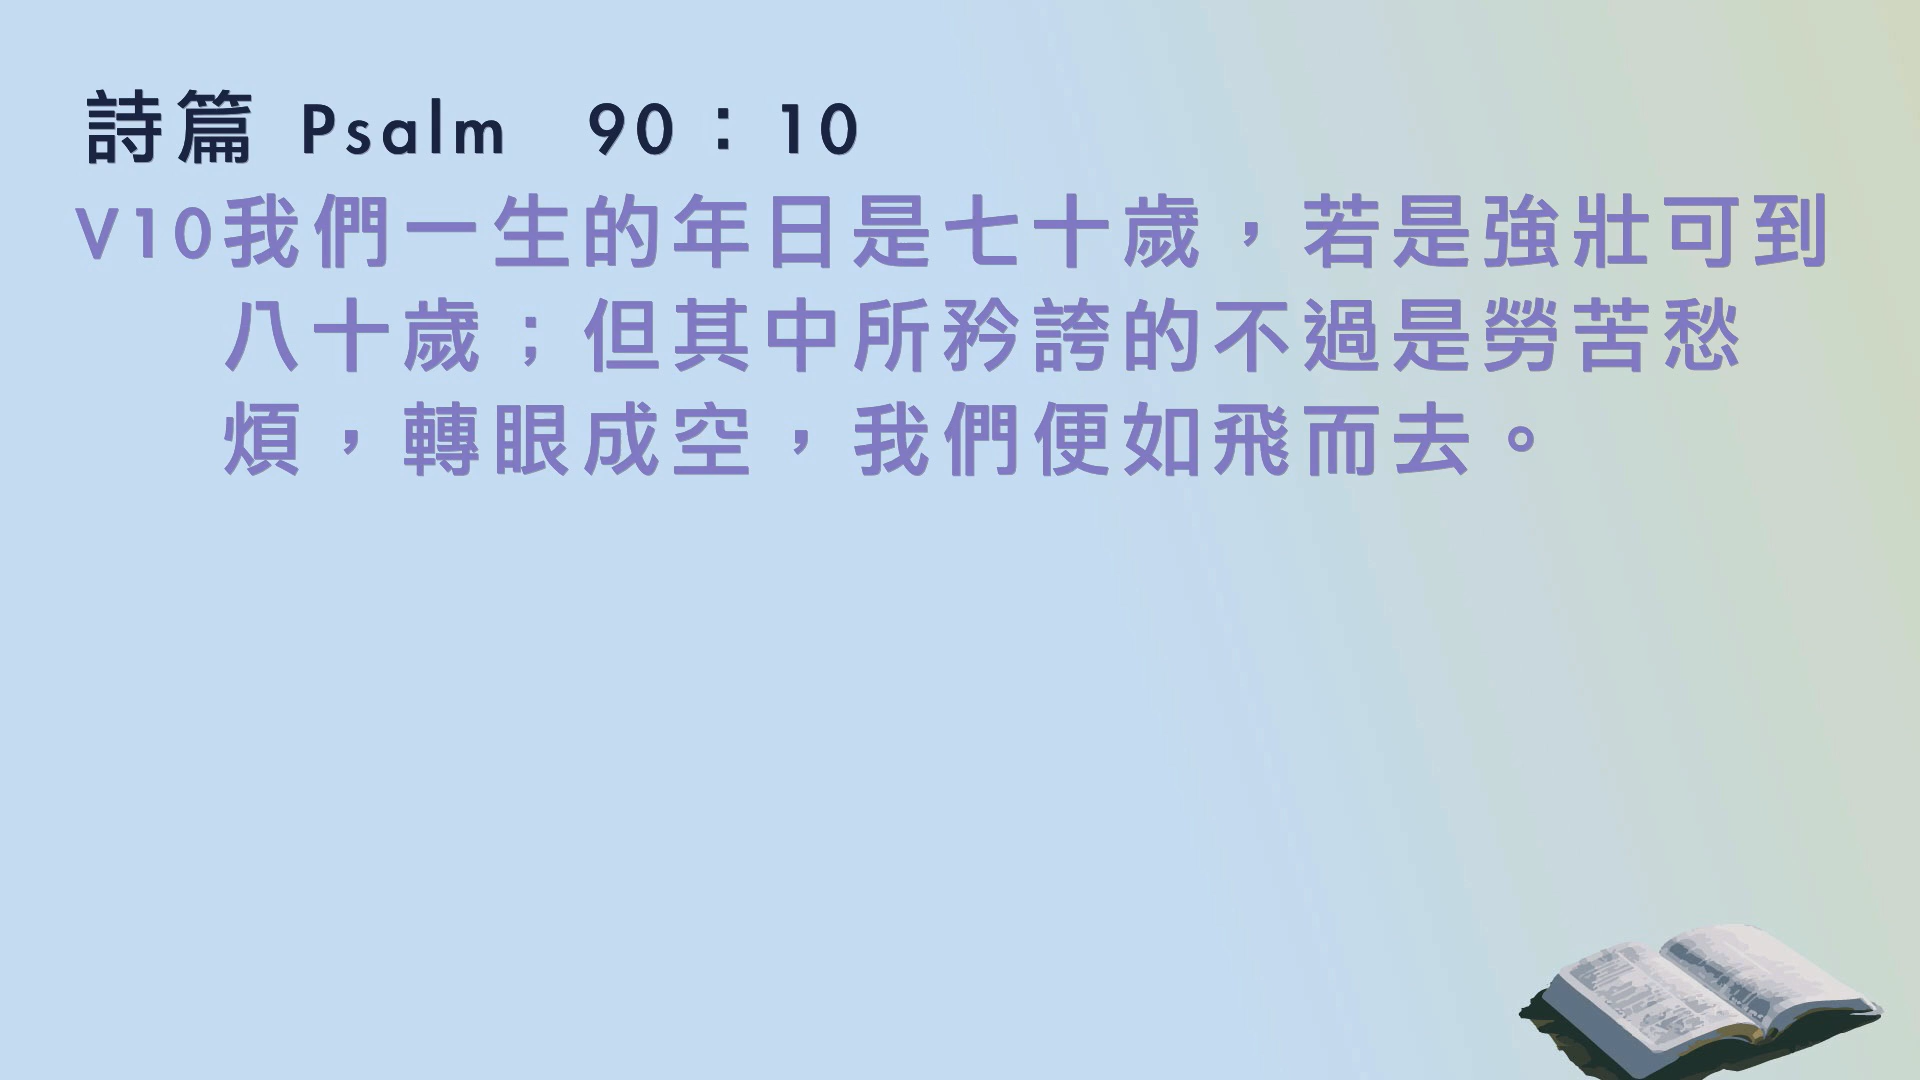 詩篇 Psalm 90：10
V10我們一生的年日是七十歲，若是強壯可到
八十歲；但其中所矜誇的不過是勞苦愁
煩，轉眼成空，我們便如飛而去。